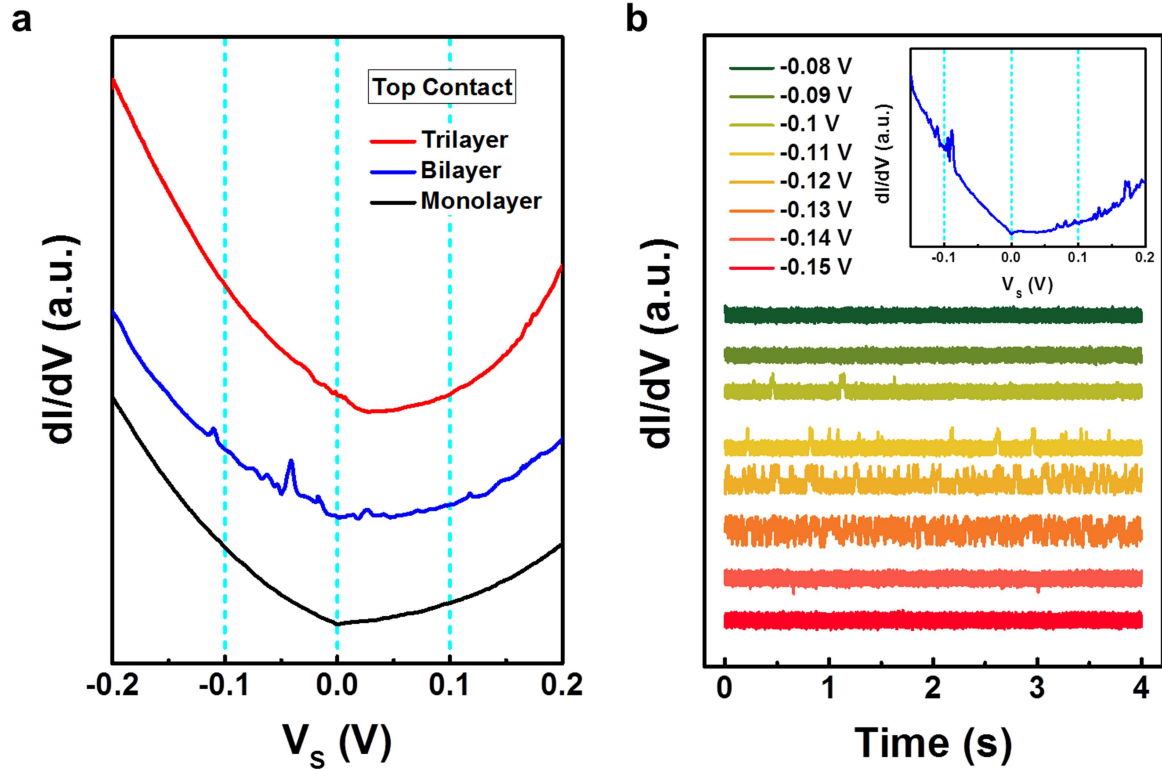 a
Top Contact
Trilayer
Bilayer
Monolayer
dI/dV (a.u.)
-0.2 -0.1 0.0 0.1 0.2
Vs (V)
b
-0.08 V
-0.09 V
-0.1 V
-0.11 V
-0.12 V
-0.13 V
-0.14 V
-0.15 V
dI/dV (a.u.)
-0.1 0.0 0.1 0.2
Vs (V)
dI/dV (a.u.)
0 1 2 3 4
Time (s)